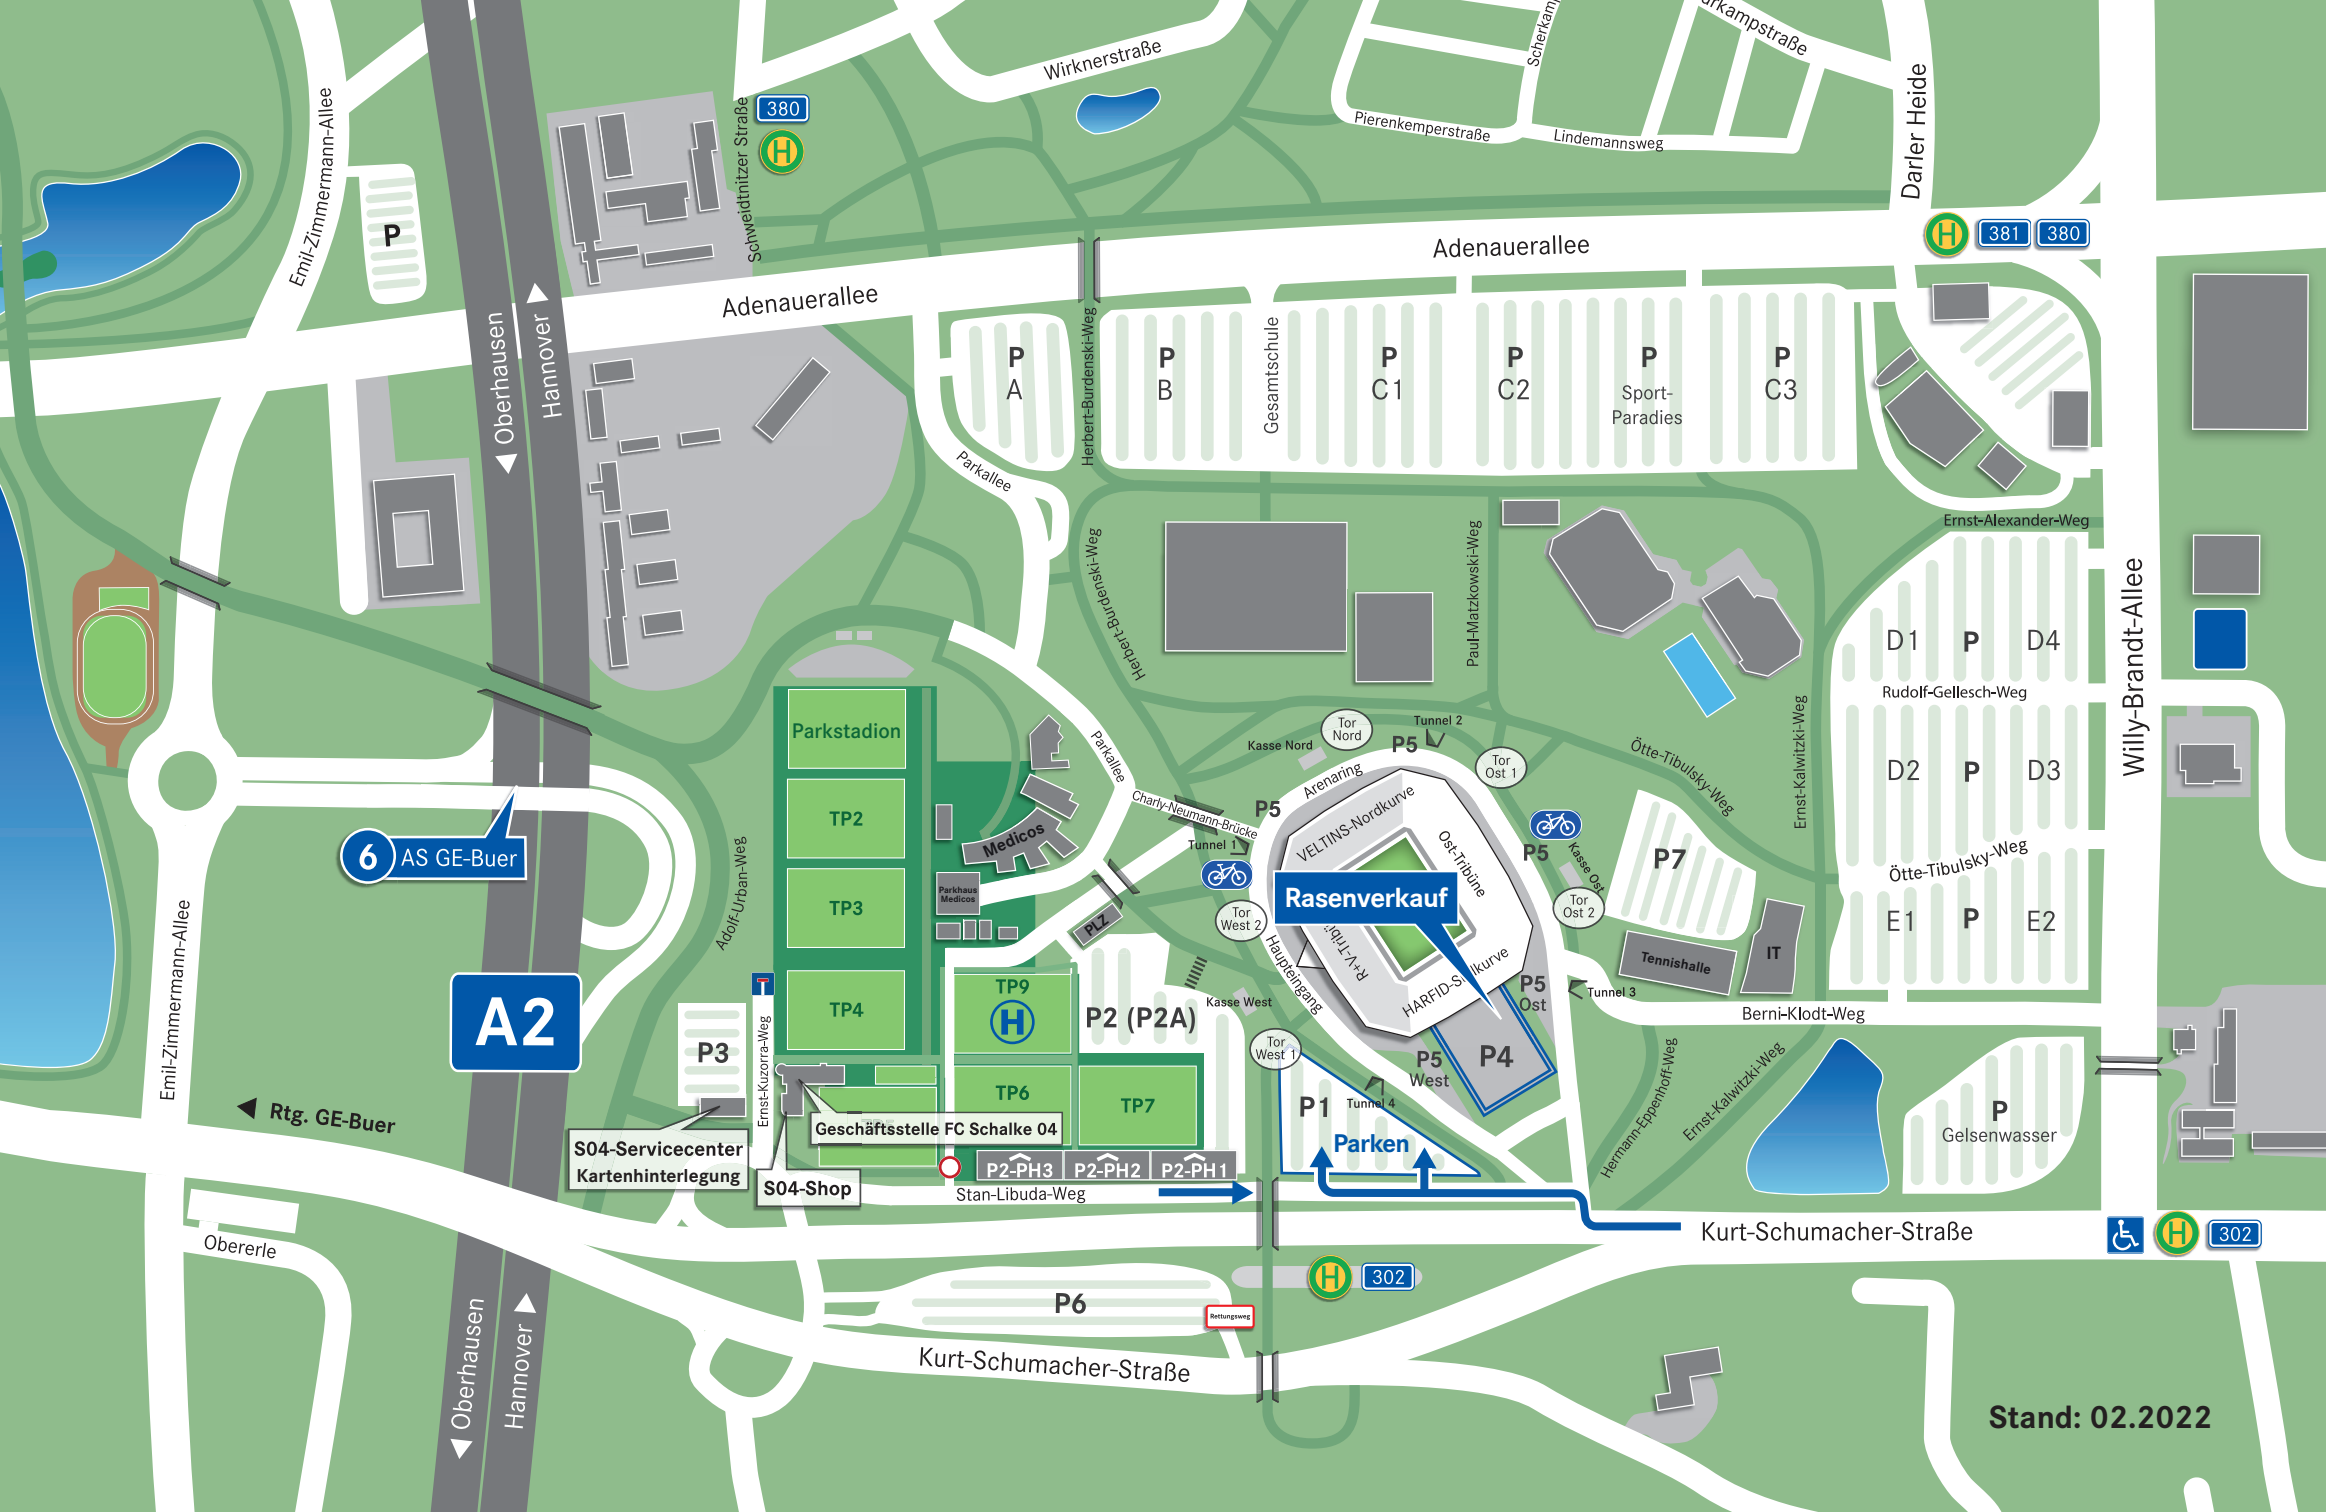 Wirknerstraße
Scherkamp
urkampstraße
Pierenkemperstraße
Lindemannsweg
Darler Heide
Emil-Zimmermann-Allee
Schweidtnitzer Straße
380
H
P
H
381
380
Adenauerallee
Adenauerallee
Oberhausen
Hannover
P
A
Herbert-Burdenski-Weg
P
B
Gesamtschule
P
C1
P
C2
P
Sport-
Paradies
P
C3
Parkallee
Ernst-Alexander-Weg
Herbert-Burdenski-Weg
Paul-Matzkowski-Weg
Willy-Brandt-Allee
D1
P
D4
Rudolf-Gellesch-Weg
Ernst-Kalwitzki-Weg
D2
P
D3
Ötte-Tibulsky-Weg
Ötte-Tibulsky-Weg
E1
P
E2
Parkstadion
TP2
TP3
TP4
Parkallee
Charly-Neumann-Brücke
Medicos
Parkhaus
Medicos
PLZ
Tor
Nord
Tunnel 2
Kasse Nord
P5
Tor
Ost 1
Arenaring
P5
Tunnel 1
VELTINS-Nordkurve
Ost-Tribüne
P5
Kasse Ost
P7
Tor
Ost 2
Rasenverkauf
R+V-Tribü
Tor
West 2
Haupteingang
HARFID-S lkurve
Tennishalle
IT
P5
Ost
Tunnel 3
Berni-Klodt-Weg
6
AS GE-Buer
Adolf-Urban-Weg
A2
Emil-Zimmermann-Allee
P3
Ernst-Kuzorra-Weg
TP9
H
P2 (P2A)
Kasse West
Tor
West 1
P5
West
P4
TP6
TP7
P1
Tunnel 4
Parken
Hermann-Eppenhoff-Weg
Ernst-Kalwitzki-Weg
P
Gelsenwasser
Rtg. GE-Buer
S04-Servicecenter
Kartenhinterlegung
Geschäftsstelle FC Schalke 04
S04-Shop
P2-PH3
P2-PH2
P2-PH1
Stan-Libuda-Weg
Kurt-Schumacher-Straße
H
302
Obererle
H
302
P6
Rettungsweg
Kurt-Schumacher-Straße
Oberhausen
Hannover
Stand: 02.2022